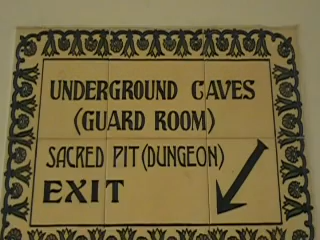 UNDERGROUND CAVES
(GUARD ROOM)
SACRED PIT (DUNGEON)
EXIT